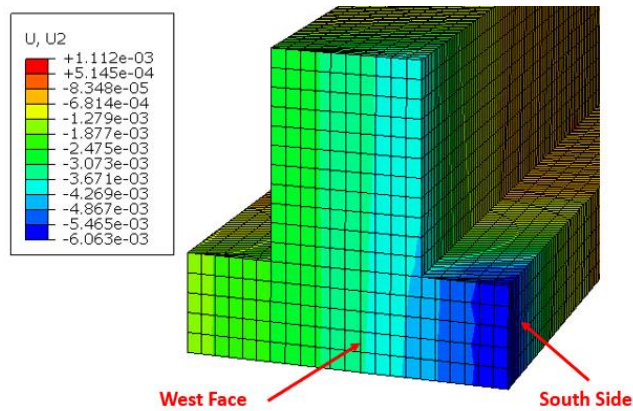 U, U2
+1.112e-03
+5.145e-04
-8.348e-05
-6.814e-04
-1.279e-03
-1.877e-03
-2.475e-03
-3.073e-03
-3.671e-03
-4.269e-03
-4.867e-03
-5.465e-03
-6.063e-03
West Face
South Side